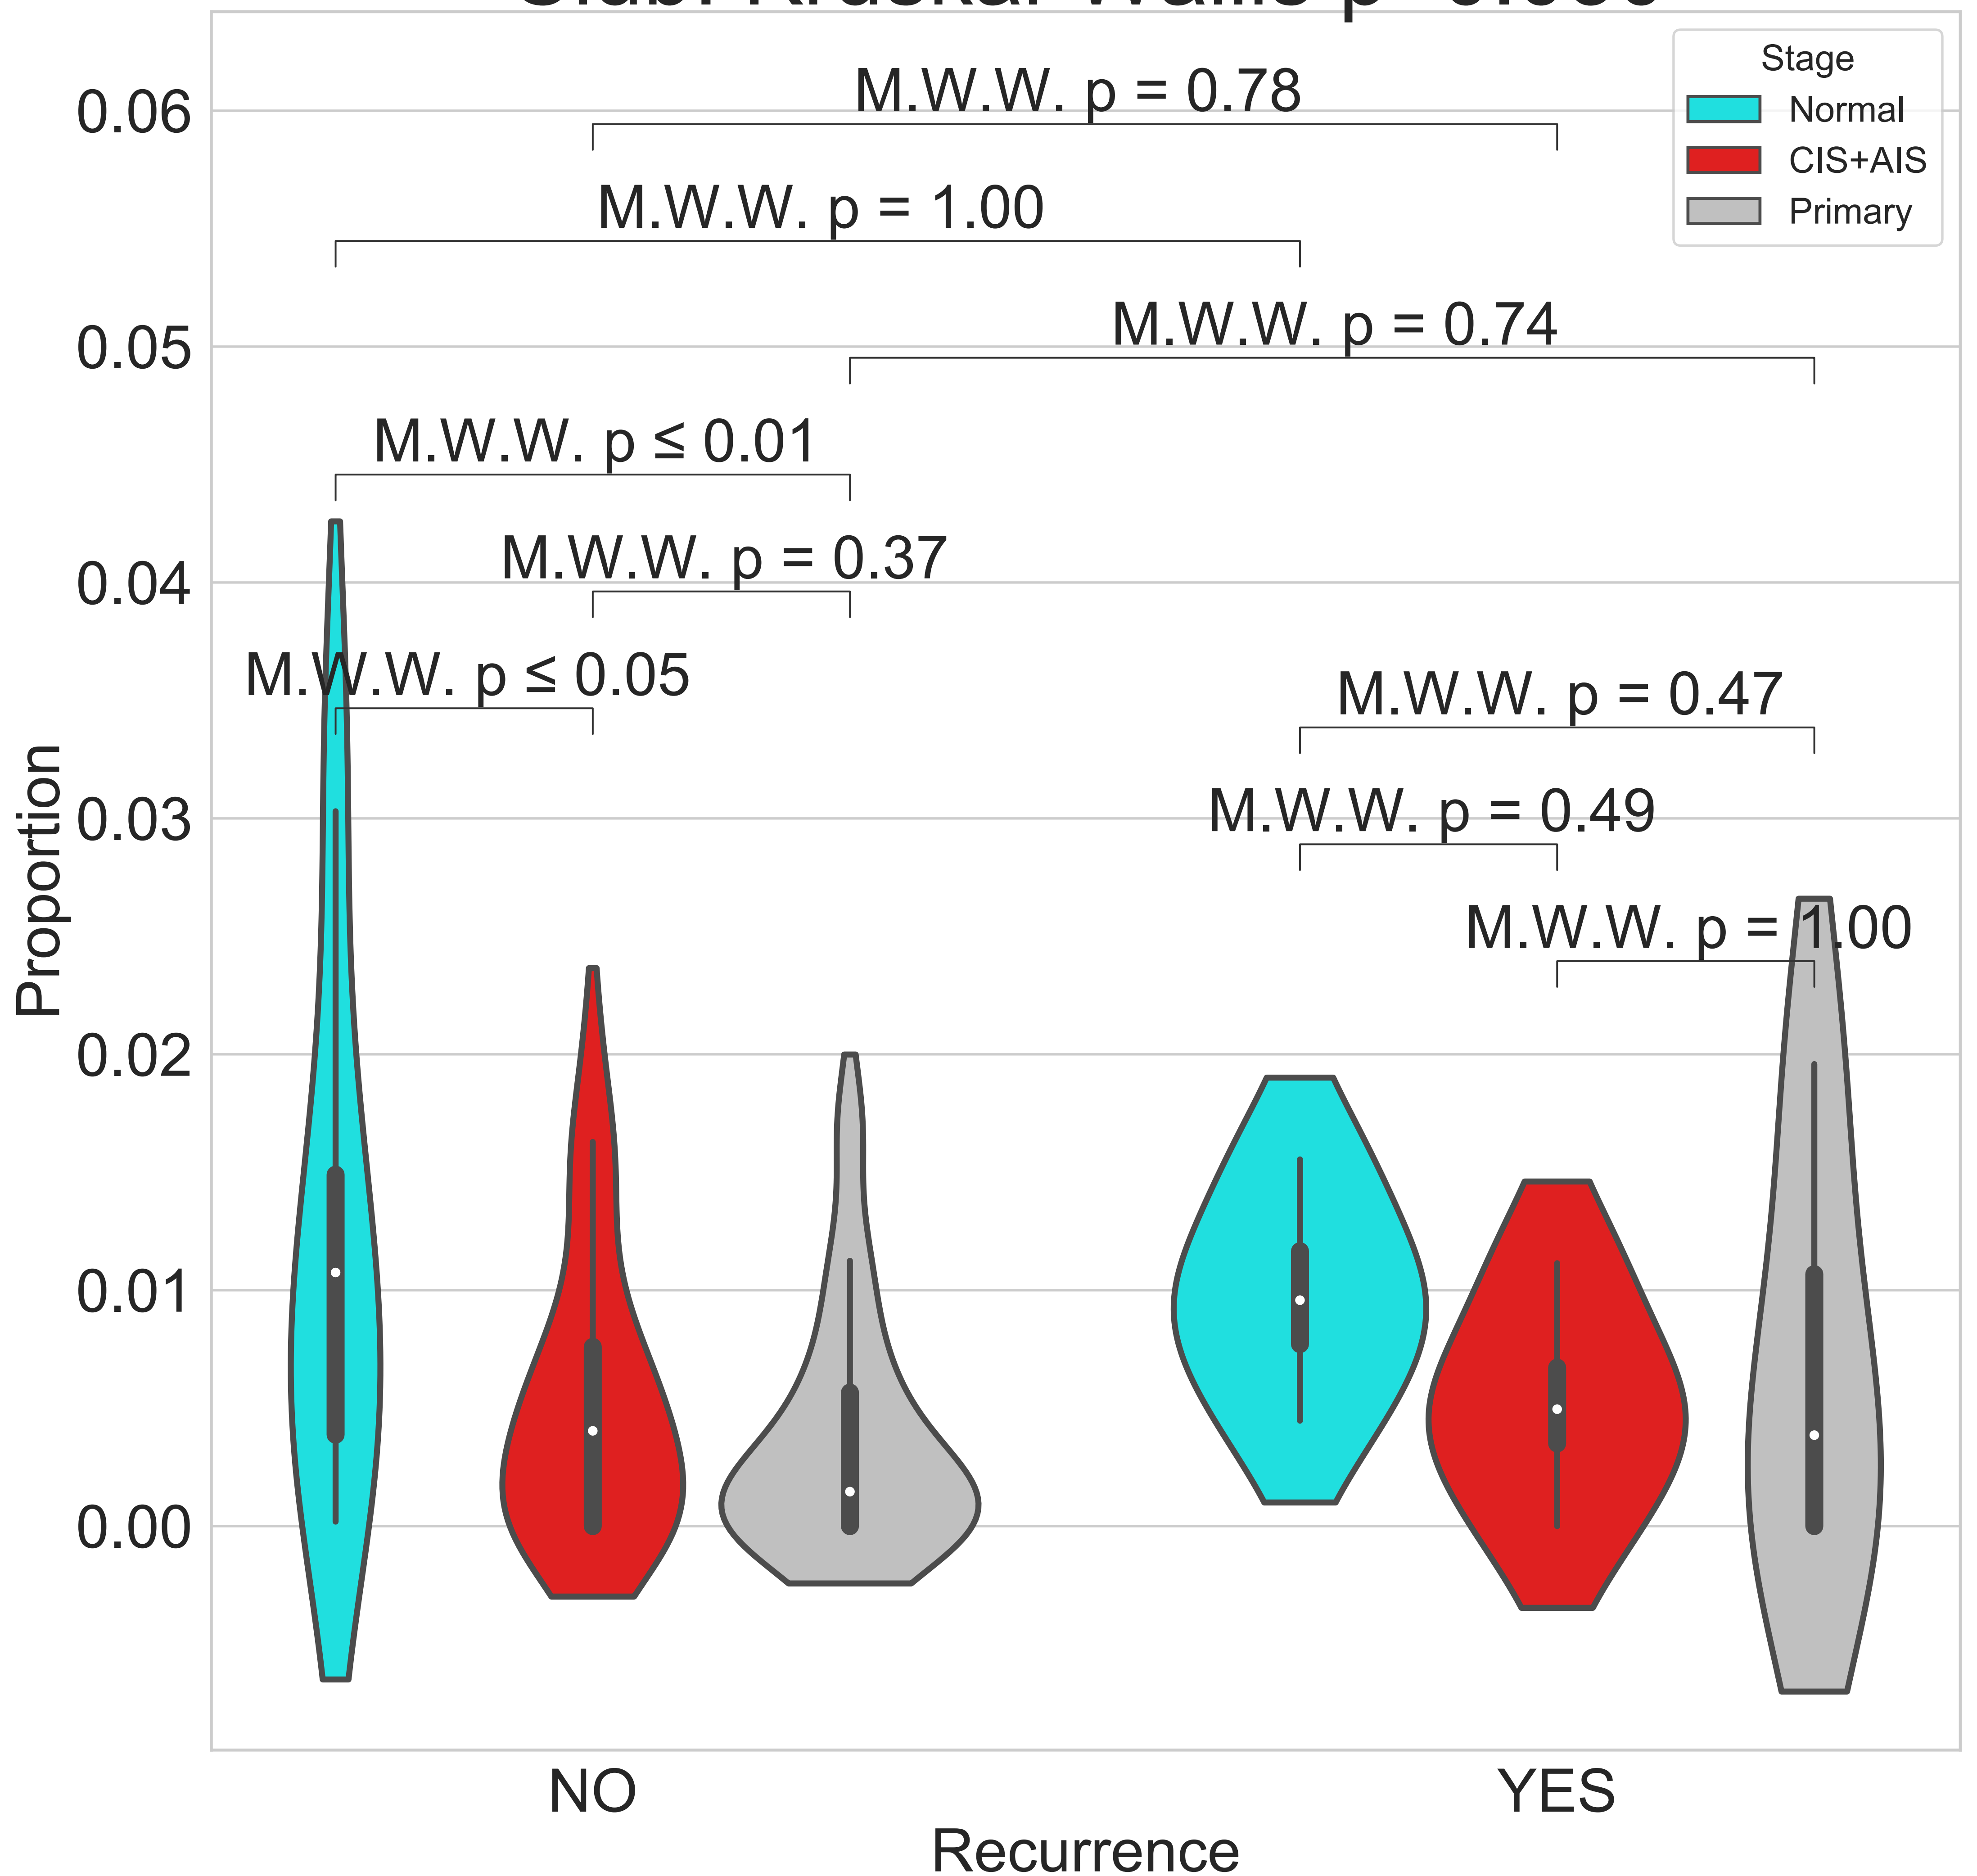 Stage
Normal
CIS+AIS
Primary
M.W.W. p = 0.78
M.W.W. p = 1.00
M.W.W. p = 0.74
M.W.W. p ≤ 0.01
M.W.W. p = 0.37
M.W.W. p ≤ 0.05
M.W.W. p = 0.47
M.W.W. p = 0.49
M.W.W. p = 1.00
0.06
0.05
0.04
0.03
0.02
0.01
0.00
Proportion
NO
YES
Recurrence